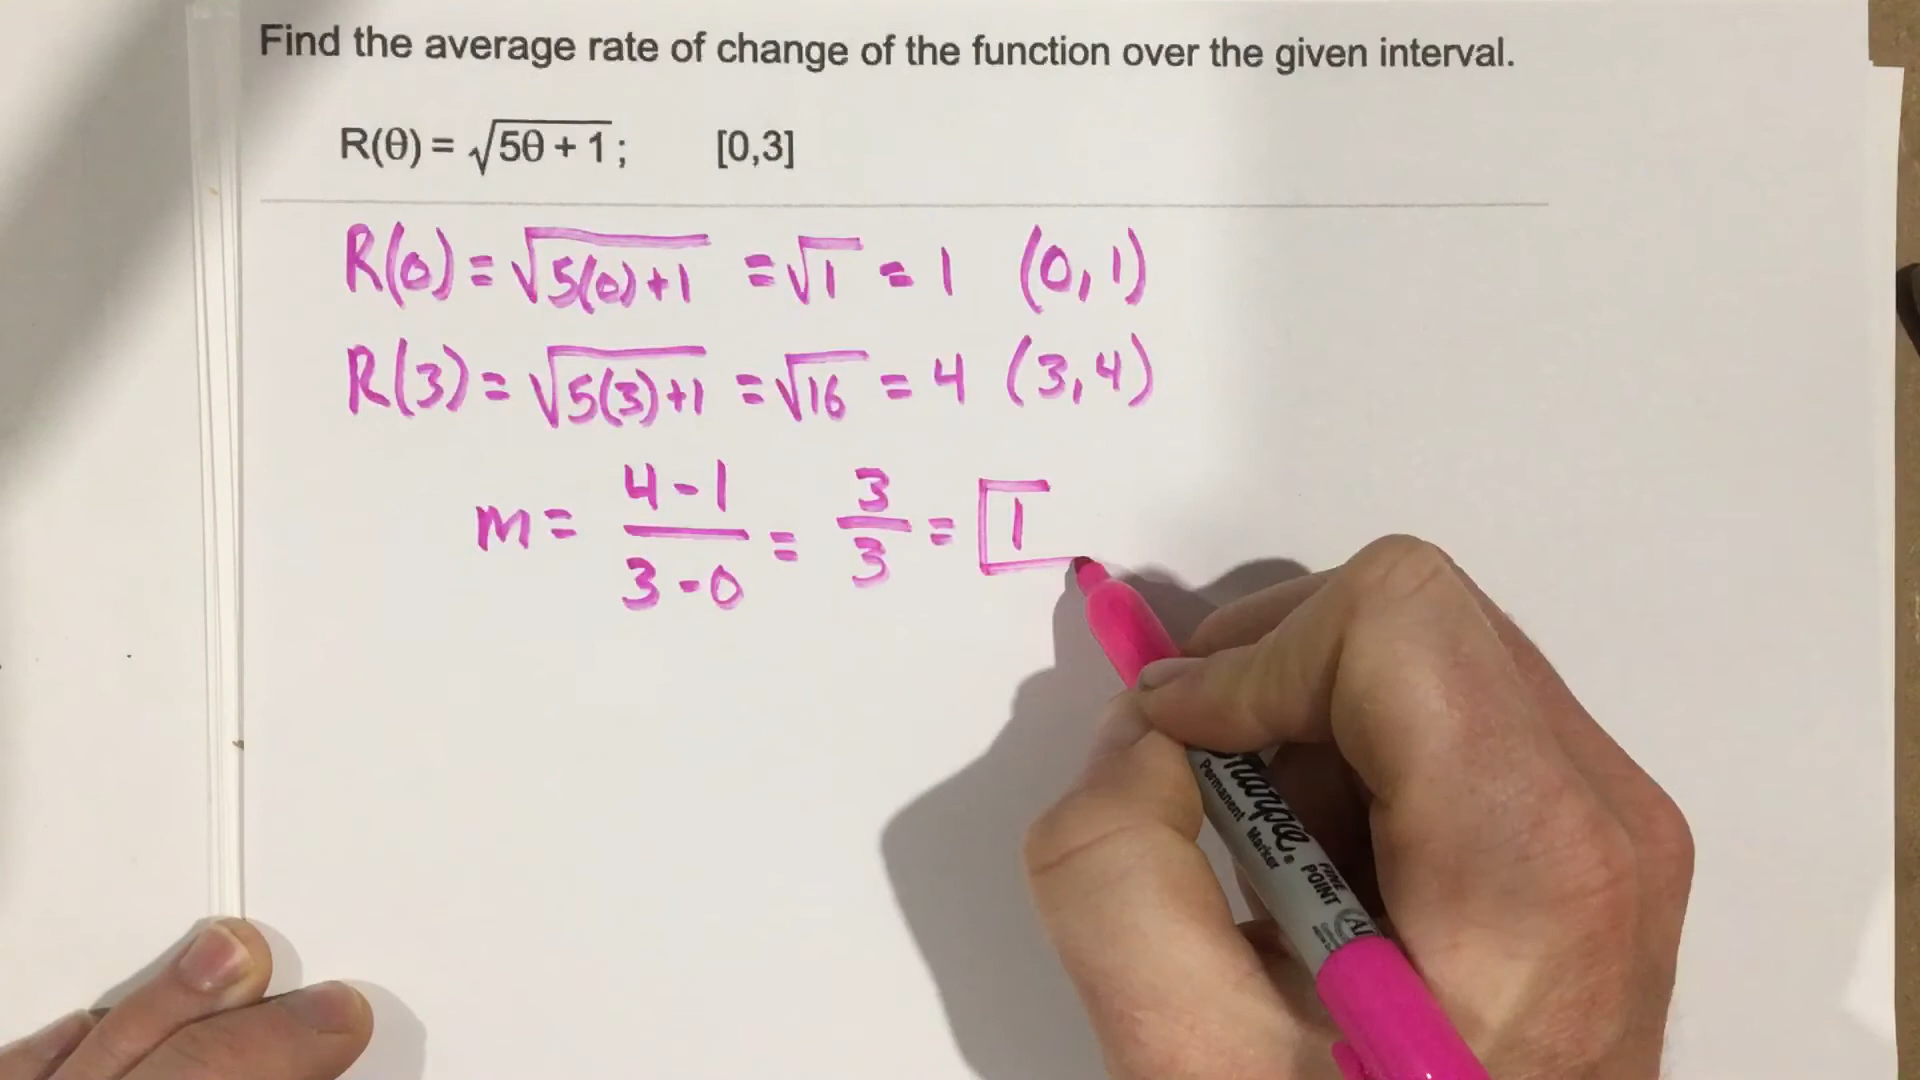 Find the average rate of change of the function over the given interval.
R(θ) = √5θ + 1 ; [0,3]
R(0) = √5(0)+1 = √1 = 1 (0,1)
R(3) = √5(3)+1 = √16 = 4 (3,4)
m = 4-1 / 3-0 = 3/3 = 1
Sharpie.
Permanent Marker
FINE POINT